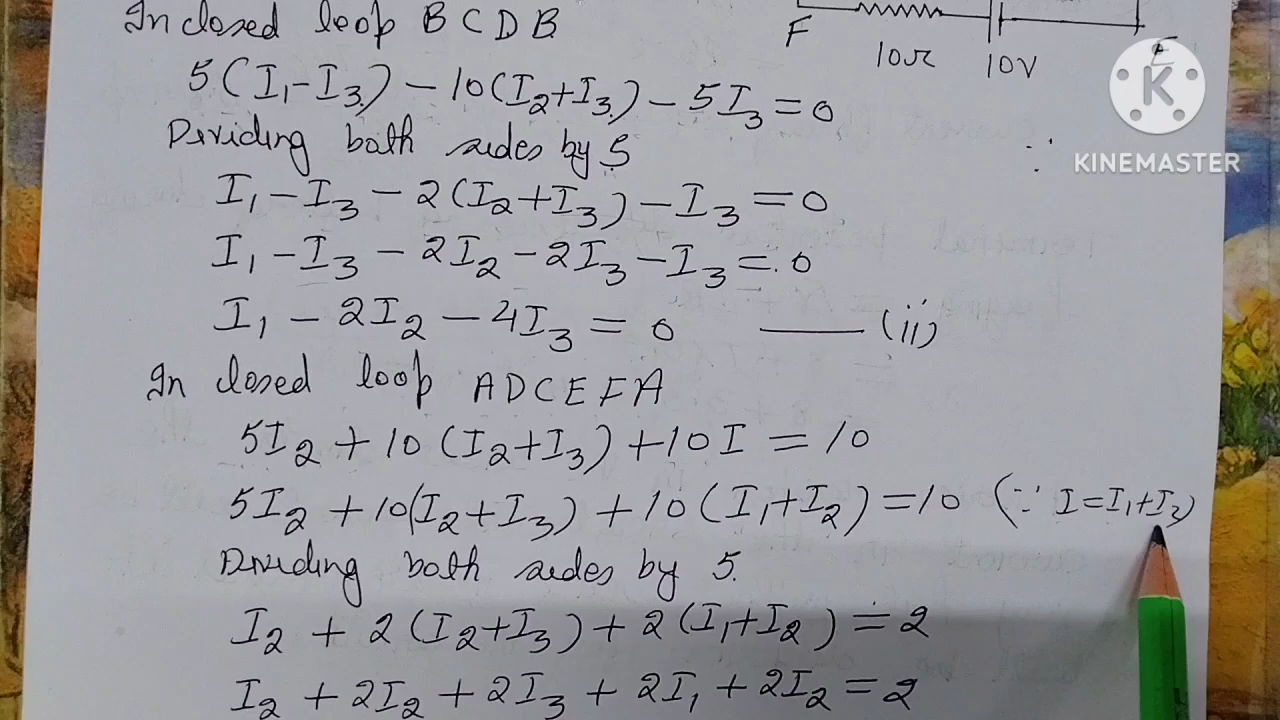 In closed loop B C D B
F
E
10Ω 10V
5(I₁-I₃) - 10(I₂+I₃) - 5I₃ = 0
Dividing both sides by 5
∵
K
KINEMASTER
I₁ - I₃ - 2(I₂+I₃) - I₃ = 0
I₁ - I₃ - 2I₂ - 2I₃ - I₃ = 0
I₁ - 2I₂ - 4I₃ = 0 —— (ii)
In closed loop ADCEFA
5I₂ + 10(I₂+I₃) + 10I = 10
5I₂ + 10(I₂+I₃) + 10(I₁+I₂) = 10 (∵ I=I₁+I₂)
Dividing both sides by 5.
I₂ + 2(I₂+I₃) + 2(I₁+I₂) = 2
I₂ + 2I₂ + 2I₃ + 2I₁ + 2I₂ = 2